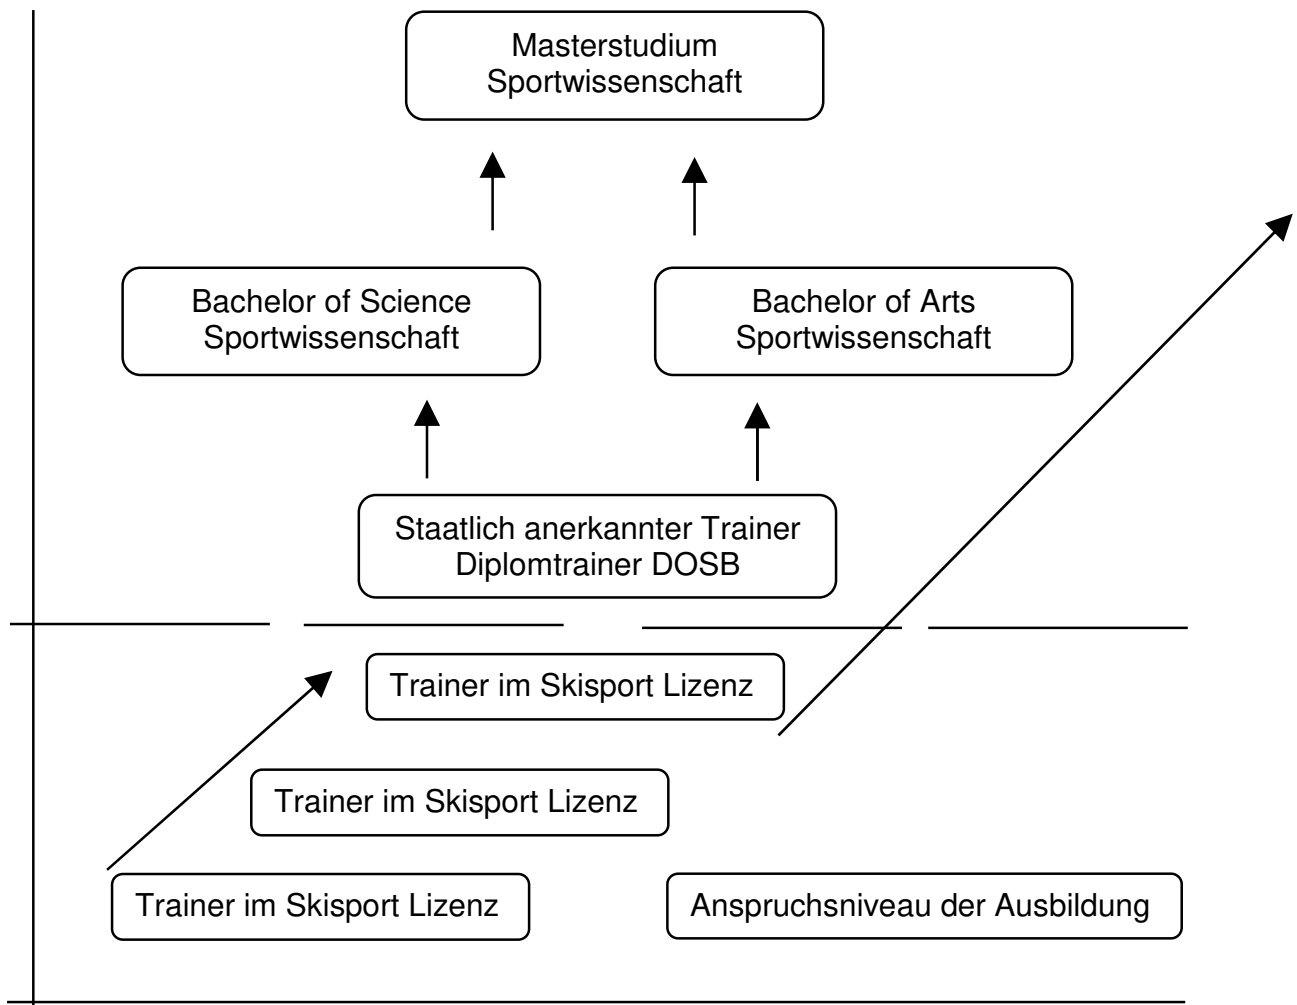 Masterstudium
Sportwissenschaft
Bachelor of Science
Sportwissenschaft
Bachelor of Arts
Sportwissenschaft
Staatlich anerkannter Trainer
Diplomtrainer DOSB
Trainer im Skisport Lizenz
Trainer im Skisport Lizenz
Trainer im Skisport Lizenz
Anspruchsniveau der Ausbildung